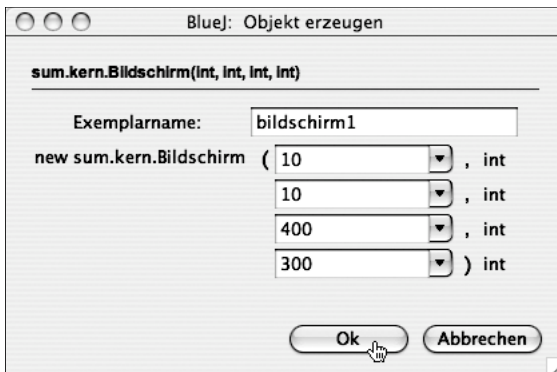 BlueJ: Objekt erzeugen
sum.kern.Bildschirm(int, int, int, int)
Exemplarname: bildschirm1
new sum.kern.Bildschirm ( 10 , int
10 , int
400 , int
300 ) int
Ok Abbrechen